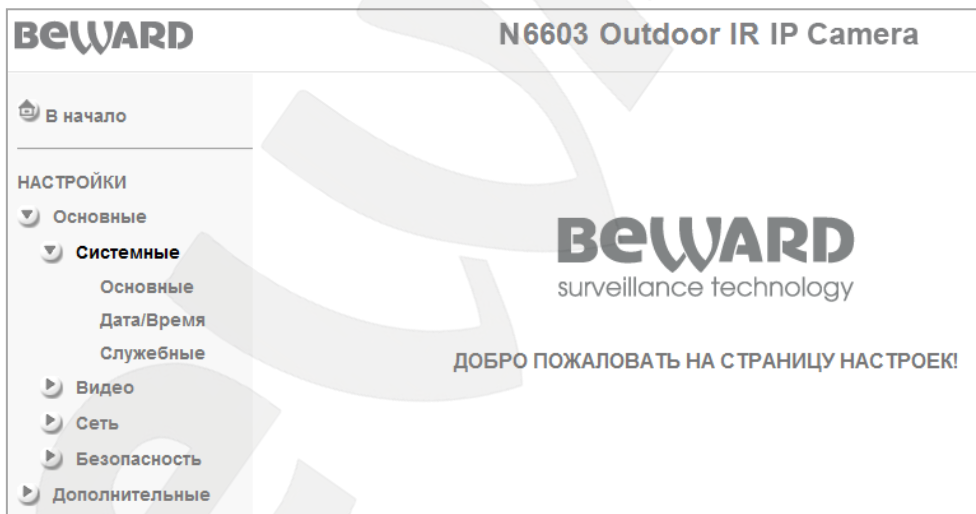 BEWARD
N6603 Outdoor IR IP Camera
В начало
НАСТРОЙКИ
Основные
Системные
Основные
Дата/Время
Служебные
Видео
Сеть
Безопасность
Дополнительные
BEWARD
surveillance technology
ДОБРО ПОЖАЛОВАТЬ НА СТРАНИЦУ НАСТРОЕК!